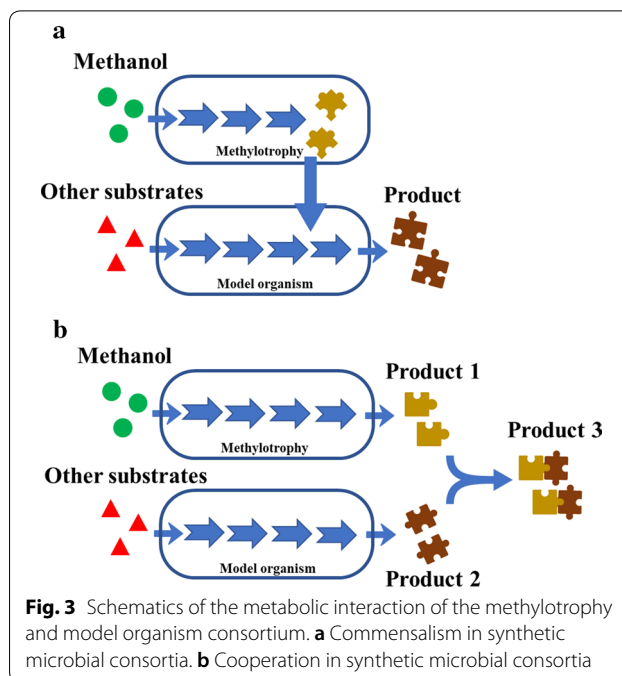 a
Methanol
Methylotrophy
Other substrates
Product
Model organism
b
Methanol
Product 1
Methylotrophy
Product 3
Other substrates
Model organism
Product 2
Fig. 3 Schematics of the metabolic interaction of the methylotrophy
and model organism consortium. a Commensalism in synthetic
microbial consortia. b Cooperation in synthetic microbial consortia